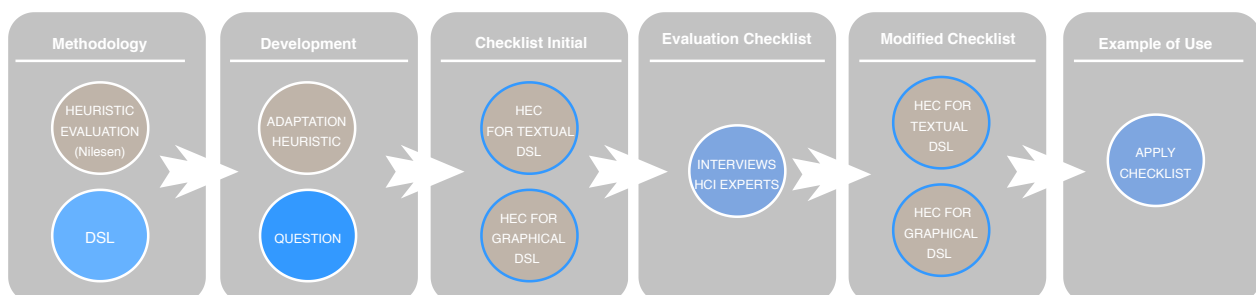 Methodology
HEURISTIC
EVALUATION
(Nilesen)
DSL
Development
ADAPTATION
HEURISTIC
QUESTION
Checklist Initial
HEC
FOR TEXTUAL
DSL
HEC FOR
GRAPHICAL
DSL
Evaluation Checklist
INTERVIEWS
HCI EXPERTS
Modified Checklist
HEC FOR
TEXTUAL
DSL
HEC FOR
GRAPHICAL
DSL
Example of Use
APPLY
CHECKLIST